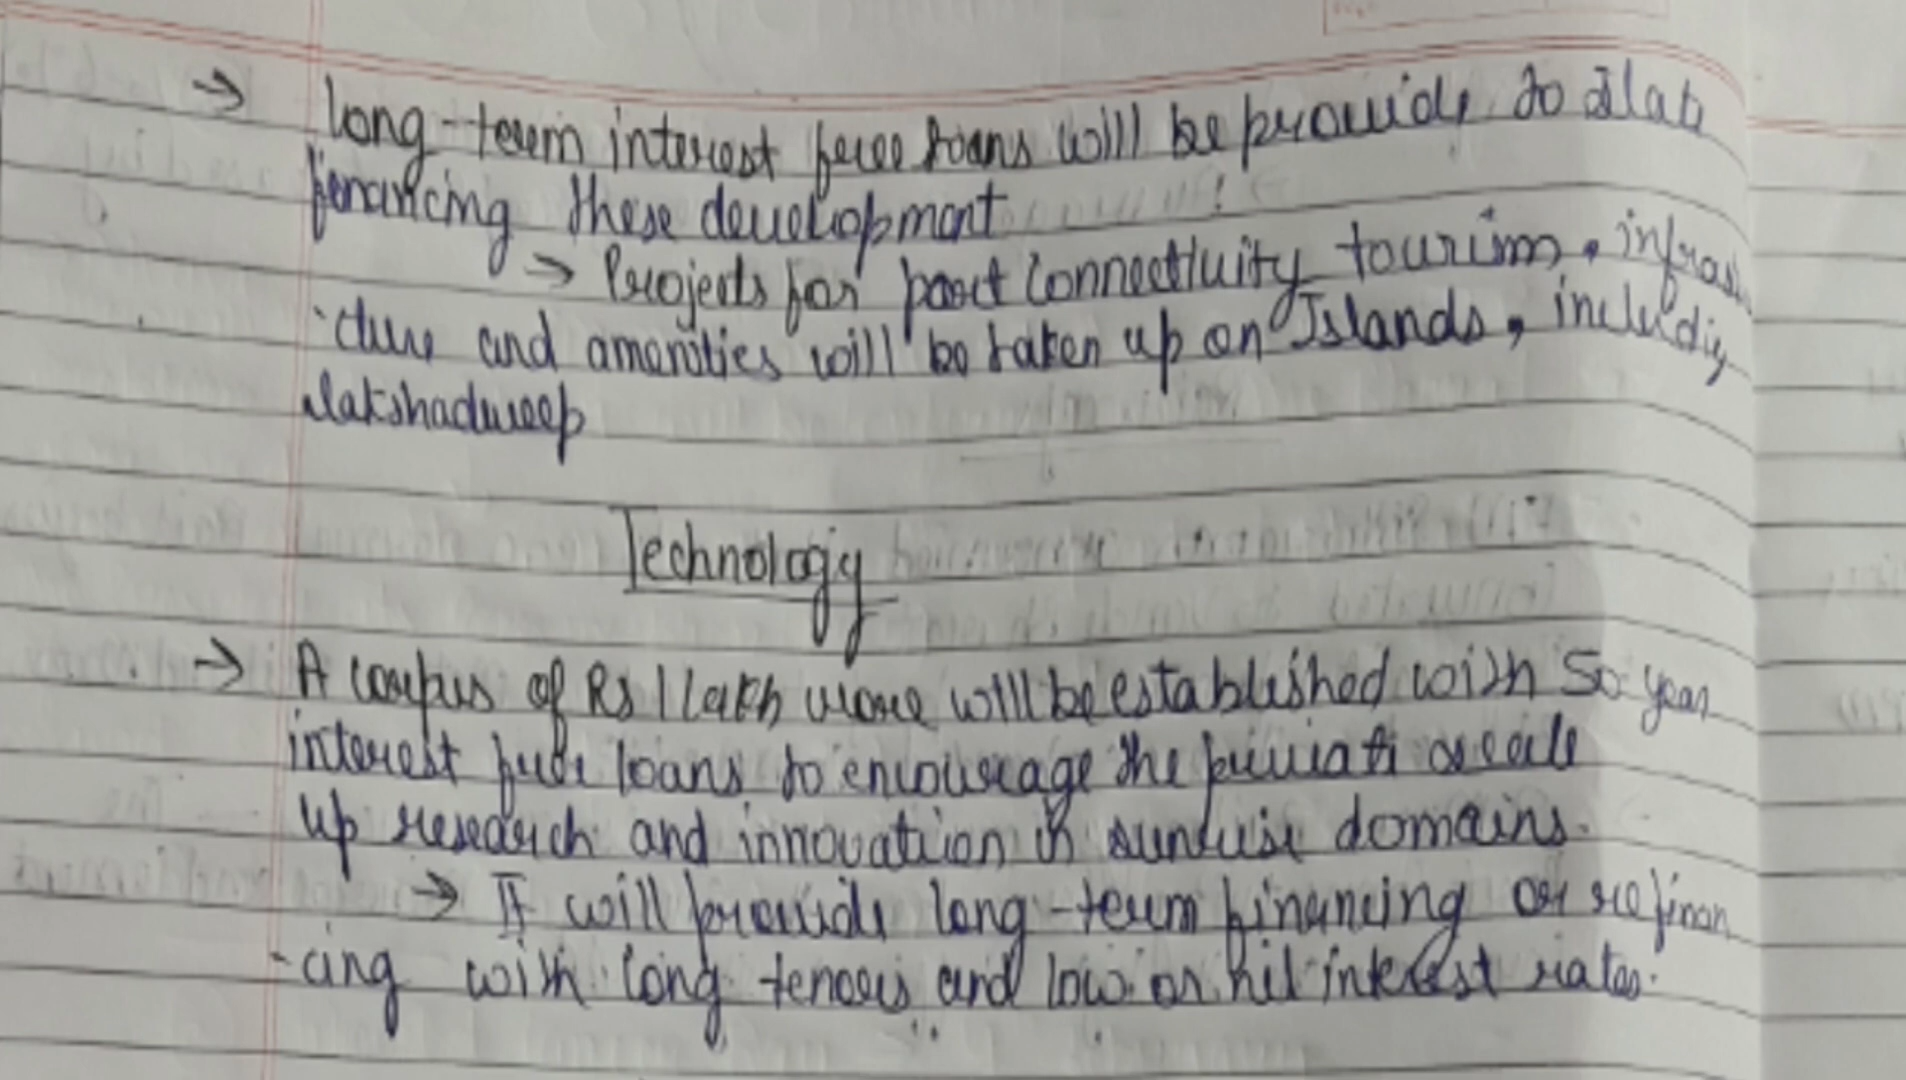 → Long-term interest free loans will be provide to State
financing these development
→ Projects for port connectivity tourism, infrastru
-cture and amenities will be taken up on Islands, including
lakshadweep
Technology
→ A corpus of Rs 1 lakh crore will be established with 50 year
interest free loans to encourage the private scale
up research and innovation in sunrise domains.
→ It will provide long-term financing or refinan
-cing with long tenors and low or nil interest rates.